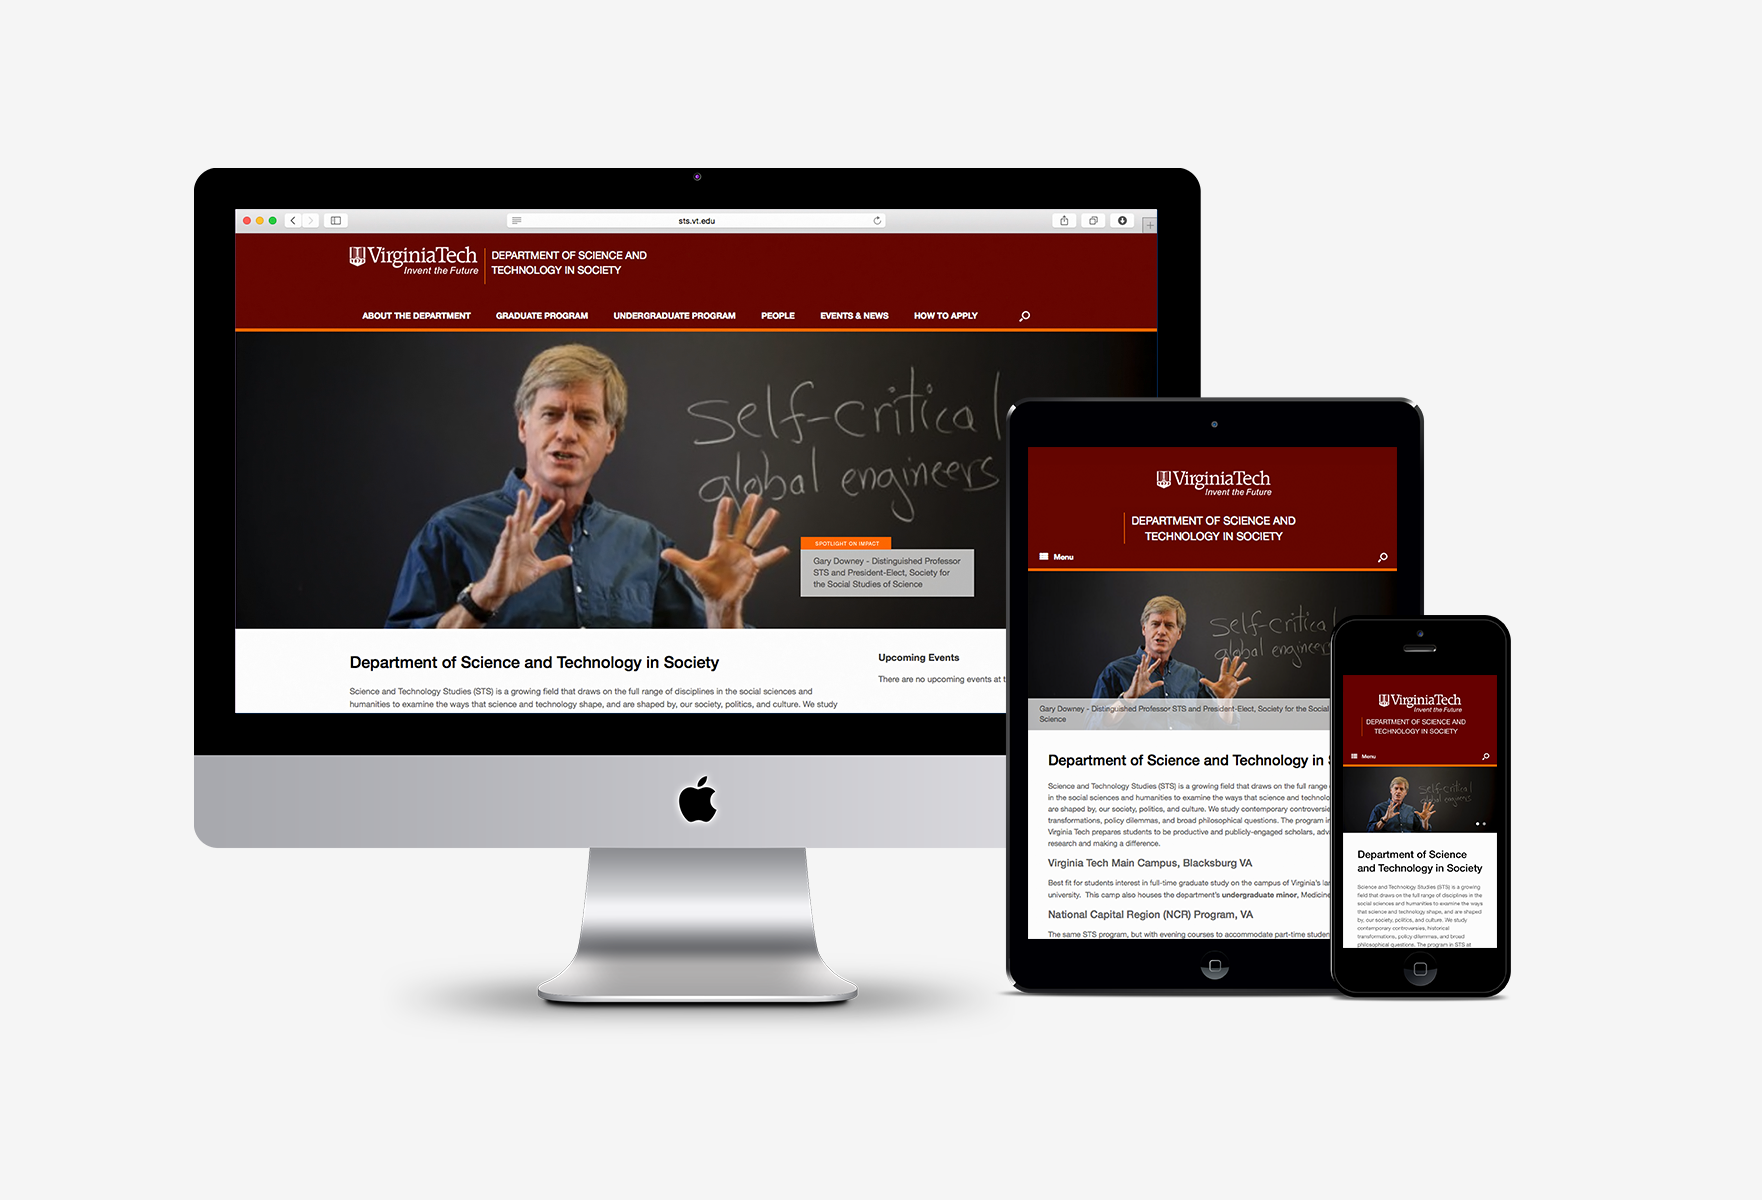 sts.vt.edu
VirginiaTech
Invent the Future
DEPARTMENT OF SCIENCE AND
TECHNOLOGY IN SOCIETY
ABOUT THE DEPARTMENT GRADUATE PROGRAM UNDERGRADUATE PROGRAM PEOPLE EVENTS & NEWS HOW TO APPLY
self-critical
global engineers
SPOTLIGHT ON IMPACT
Gary Downey - Distinguished Professor
STS and President-Elect, Society for
the Social Studies of Science
Department of Science and Technology in Society
Science and Technology Studies (STS) is a growing field that draws on the full range of disciplines in the social sciences and
humanities to examine the ways that science and technology shape, and are shaped by, our society, politics, and culture. We study
Upcoming Events
There are no upcoming events at t
VirginiaTech
Invent the Future
DEPARTMENT OF SCIENCE AND
TECHNOLOGY IN SOCIETY
Menu
self-critical
global engineers
Gary Downey - Distinguished Professor STS and President-Elect, Society for the Social
Science
Department of Science and Technology in S
Science and Technology Studies (STS) is a growing field that draws on the full range
in the social sciences and humanities to examine the ways that science and technolo
are shaped by, our society, politics, and culture. We study contemporary controversie
transformations, policy dilemmas, and broad philosophical questions. The program in
Virginia Tech prepares students to be productive and publicly-engaged scholars, adv
research and making a difference.
Virginia Tech Main Campus, Blacksburg VA
Best fit for students interest in full-time graduate study on the campus of Virginia's la
university. This camp also houses the department's undergraduate minor, Medicine
National Capital Region (NCR) Program, VA
The same STS program, but with evening courses to accommodate part-time studen
VirginiaTech
Invent the Future
DEPARTMENT OF SCIENCE AND
TECHNOLOGY IN SOCIETY
Menu
self-critical
global engineers
Department of Science
and Technology in Society
Science and Technology Studies (STS) is a growing
field that draws on the full range of disciplines in the
social sciences and humanities to examine the ways
that science and technology shape, and are shaped
by, our society, politics, and culture. We study
contemporary controversies, historical
transformations, policy dilemmas, and broad
philosophical questions. The program in STS at